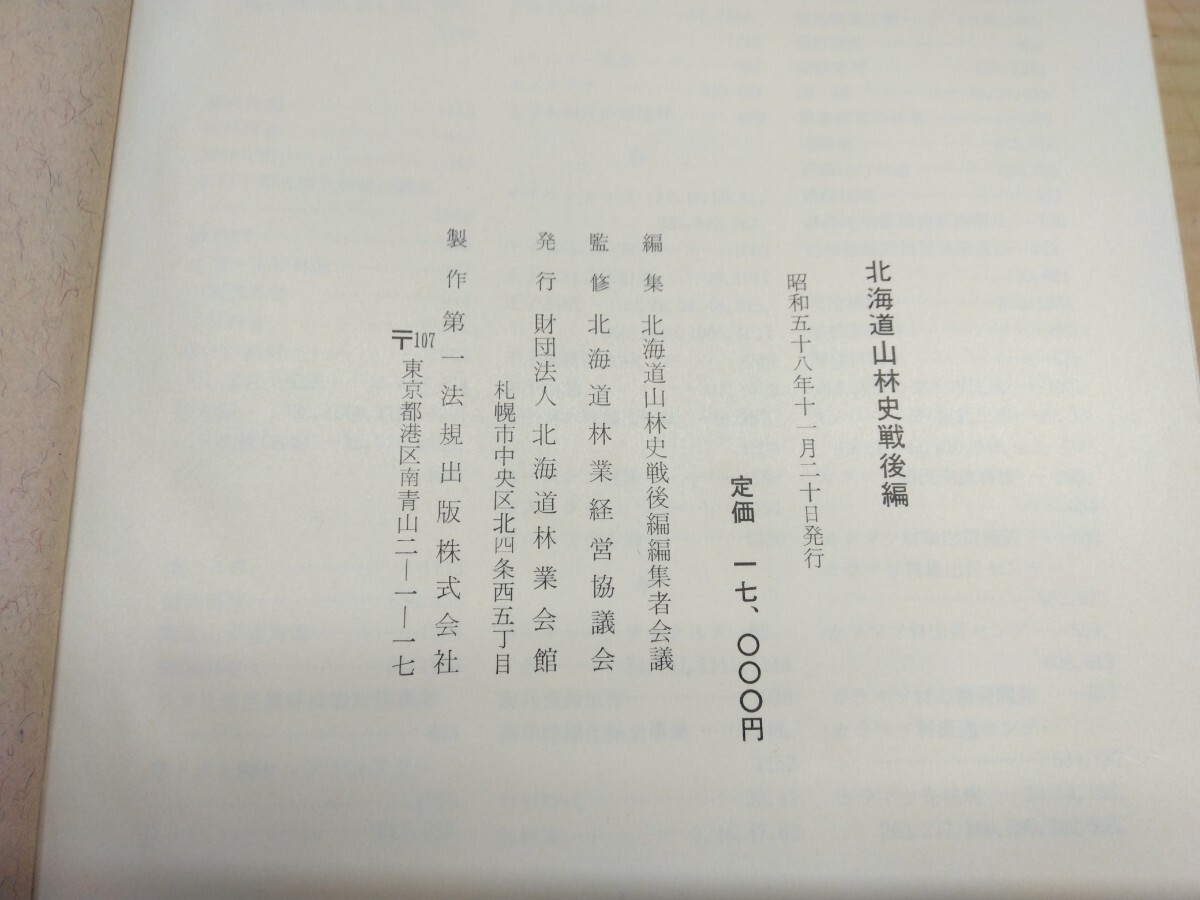 北海道山林史戦後編
昭和五十八年十一月二十日発行
定価 一七、〇〇〇円
編集 北海道山林史戦後編編集者会議
監修 北海道林業経営協議会
発行 財団法人 北海道林業会館
札幌市中央区北四条西五丁目
製作 第一法規出版株式会社
〒107 東京都港区南青山二―一―一七